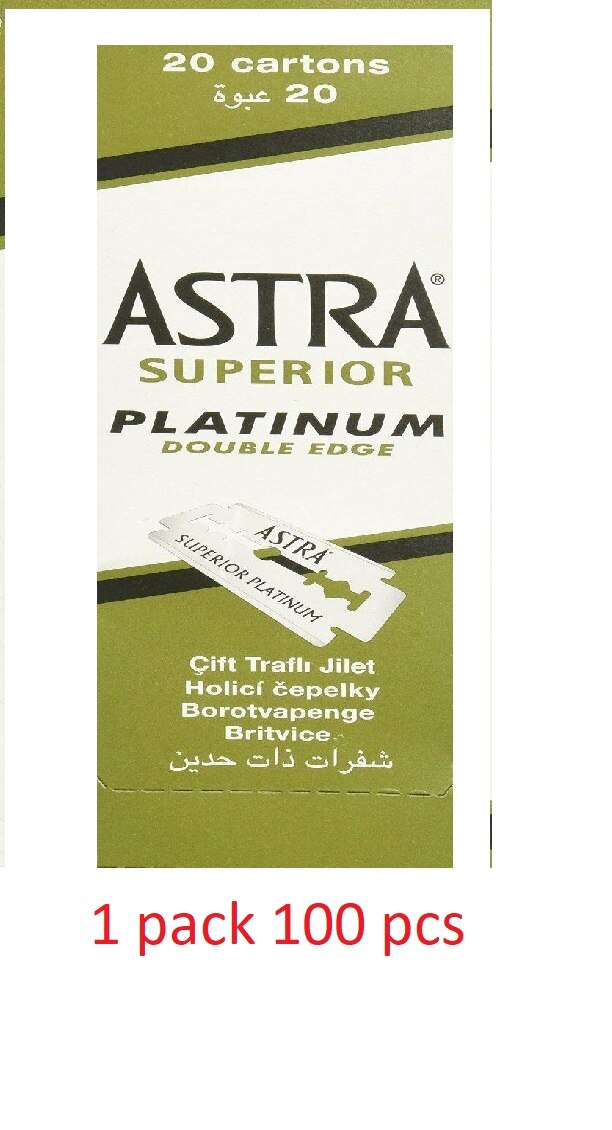 20 cartons
20 عبوة
ASTRA®
SUPERIOR
PLATINUM
DOUBLE EDGE
ASTRA
SUPERIOR PLATINUM
Çift Traflı Jilet
Holicí čepelky
Borotvapenge
Britvice
شفرات ذات حدين
1 pack 100 pcs